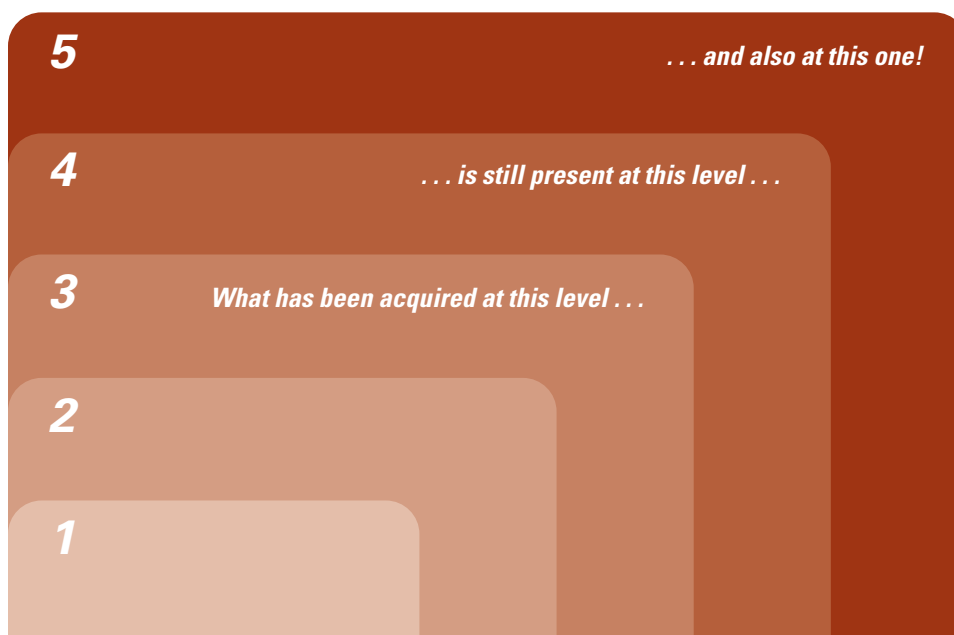 5
. . . and also at this one!
4
. . . is still present at this level . . .
3
What has been acquired at this level . . .
2
1